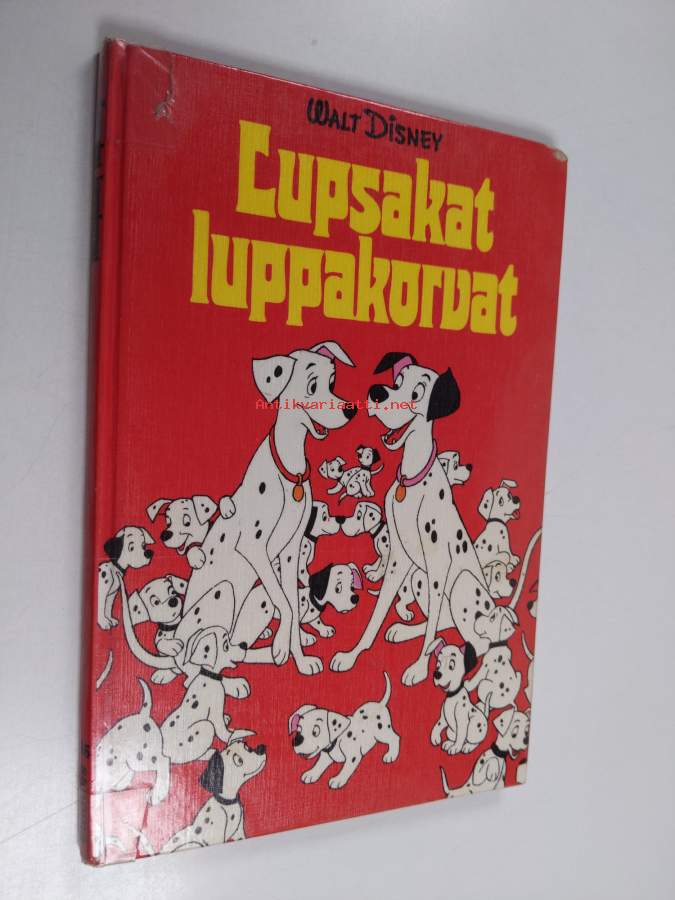 WALT DISNEY
Lupsakat
luppakorvat
Antikvariaatti.net